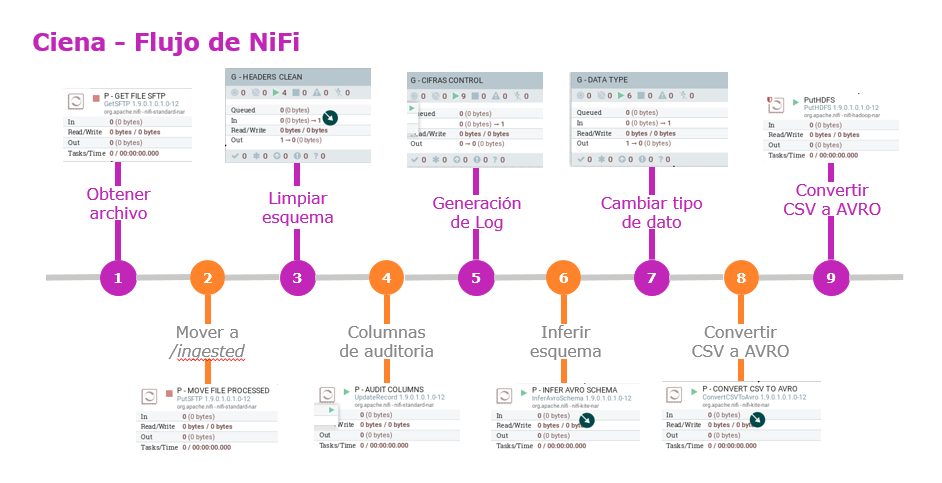 Ciena - Flujo de NiFi
P - GET FILE SFTP
GetSFTP 1.9.0.1.0.1.0-12
org.apache.nifi - nifi-standard-nar
In 0 (0 bytes)
Read/Write 0 bytes / 0 bytes
Out 0 (0 bytes)
Tasks/Time 0 / 00:00:00.000
G - HEADERS CLEAN
0 0 4 0 0 0
Queued 0 (0 bytes)
In 0 (0 bytes) → 1
Read/Write 0 bytes / 0 bytes
Out 1 → 0 (0 bytes)
0 0 0 0 ? 0
G - CIFRAS CONTROL
0 0 9 0 0 0
0 (0 bytes)
In 0 (0 bytes) → 1
Read/Write 0 bytes / 0 bytes
Out 0 → 0 (0 bytes)
0 0 0 0 ? 0
G - DATA TYPE
0 0 6 0 0 0
Queued 0 (0 bytes)
In 0 (0 bytes) → 1
Read/Write 0 bytes / 0 bytes
Out 1 → 0 (0 bytes)
0 0 0 0 ? 0
PutHDFS
PutHDFS 1.9.0.1.0.1.0-12
org.apache.nifi - nifi-hadoop-nar
In 0 (0 bytes)
Read/Write 0 bytes / 0 bytes
Out 0 (0 bytes)
Tasks/Time 0 / 00:00:00.000
Obtener
archivo
Limpiar
esquema
Generación
de Log
Cambiar tipo
de dato
Convertir
CSV a AVRO
1 2 3 4 5 6 7 8 9
Mover a
/ingested
Columnas
de auditoria
Inferir
esquema
Convertir
CSV a AVRO
P - MOVE FILE PROCESSED
PutSFTP 1.9.0.1.0.1.0-12
org.apache.nifi - nifi-standard-nar
In 0 (0 bytes)
Read/Write 0 bytes / 0 bytes
Out 0 (0 bytes)
Tasks/Time 0 / 00:00:00.000
P - AUDIT COLUMNS
UpdateRecord 1.9.0.1.0.1.0-12
org.apache.nifi - nifi-standard-nar
0 (0 bytes)
Read/Write 0 bytes / 0 bytes
Out 0 (0 bytes)
Tasks/Time 0 / 00:00:00.000
P - INFER AVRO SCHEMA
InferAvroSchema 1.9.0.1.0.1.0-12
org.apache.nifi - nifi-kite-nar
In 0 (0 bytes)
Read/Write 0 bytes / 0 bytes
Out 0 (0 bytes)
Tasks/Time 0 / 00:00:00.000
P - CONVERT CSV TO AVRO
ConvertCSVToAvro 1.9.0.1.0.1.0-12
org.apache.nifi - nifi-kite-nar
In 0 (0 bytes)
Read/Write 0 bytes / 0 bytes
Out 0 (0 bytes)
Tasks/Time 0 / 00:00:00.000